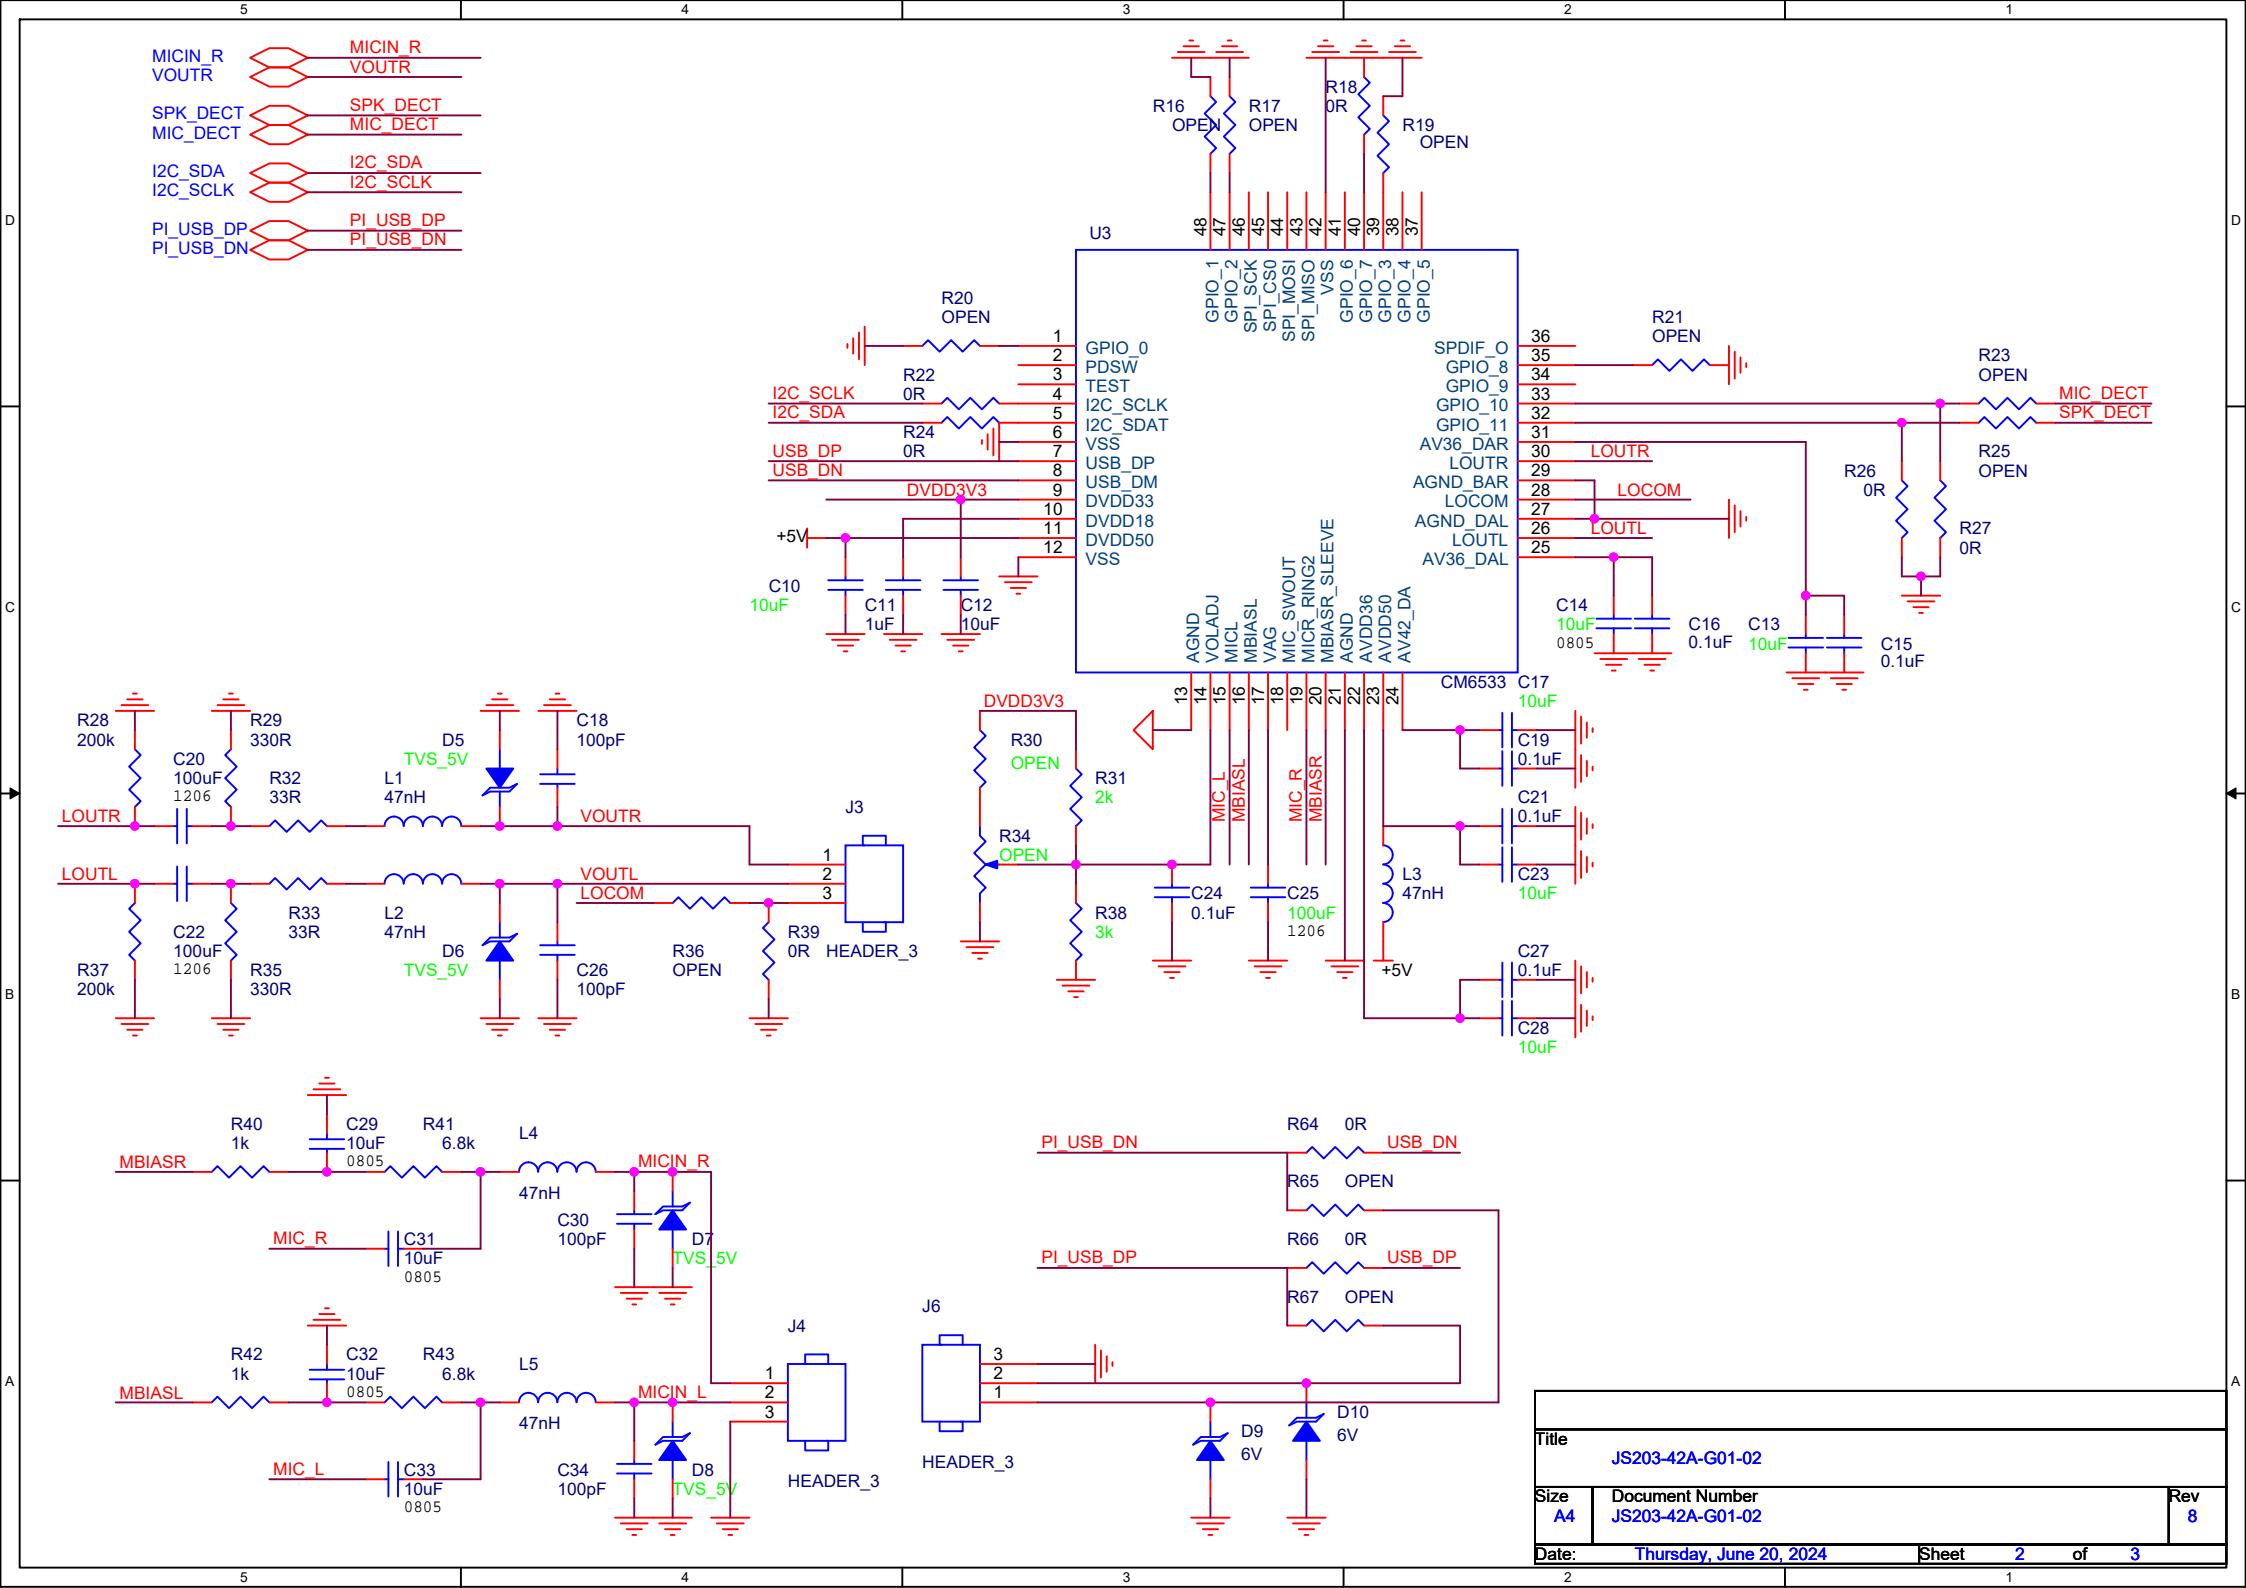 5 4 3 2 1
MICIN_R MICIN_R
VOUTR VOUTR
SPK_DECT SPK_DECT
MIC_DECT MIC_DECT
I2C_SDA I2C_SDA
I2C_SCLK I2C_SCLK
PI_USB_DP PI_USB_DP
PI_USB_DN PI_USB_DN
D D
R16
OPEN
R17
OPEN
R18
0R
R19
OPEN
48 47 46 45 44 43 42 41 40 39 38 37
U3
GPIO_1 GPIO_2 SPI_SCK SPI_CS0 SPI_MOSI SPI_MISO VSS GPIO_6 GPIO_7 GPIO_3 GPIO_4 GPIO_5
R20
OPEN
R22
0R
I2C_SCLK
I2C_SDA
R24
0R
USB_DP
USB_DN
DVDD3V3
+5V
1 GPIO_0
2 PDSW
3 TEST
4 I2C_SCLK
5 I2C_SDAT
6 VSS
7 USB_DP
8 USB_DM
9 DVDD33
10 DVDD18
11 DVDD50
12 VSS
SPDIF_O 36
GPIO_8 35
GPIO_9 34
GPIO_10 33
GPIO_11 32
AV36_DAR 31
LOUTR 30
AGND_BAR 29
LOCOM 28
AGND_DAL 27
LOUTL 26
AV36_DAL 25
R21
OPEN
R23
OPEN
MIC_DECT
SPK_DECT
R25
OPEN
LOUTR
LOCOM
LOUTL
R26
0R
R27
0R
C C
C10
10uF
C11
1uF
C12
10uF
C14
10uF
0805
C16
0.1uF
C13
10uF
C15
0.1uF
AGND VOLADJ MICL MBIASL VAG MIC_SWOUT MICR_RING2 MBIASR_SLEEVE AGND AVDD36 AVDD50 AV42_DA
13 14 15 16 17 18 19 20 21 22 23 24
CM6533
C17
10uF
C19
0.1uF
C21
0.1uF
C23
10uF
C27
0.1uF
C28
10uF
DVDD3V3
R30
OPEN
R31
2k
R34
OPEN
R38
3k
MIC_L MBIASL MIC_R MBIASR
C24
0.1uF
C25
100uF
1206
L3
47nH
+5V
R28
200k
R29
330R
C20
100uF
1206
R32
33R
L1
47nH
D5
TVS_5V
C18
100pF
LOUTR
VOUTR
J3
1
2
3
HEADER_3
LOUTL
VOUTL
LOCOM
R37
200k
C22
100uF
1206
R35
330R
R33
33R
L2
47nH
D6
TVS_5V
C26
100pF
R36
OPEN
R39
0R
B B
R40
1k
C29
10uF
0805
R41
6.8k
L4
47nH
MBIASR
MICIN_R
MIC_R
C31
10uF
0805
C30
100pF
D7
TVS_5V
R42
1k
C32
10uF
0805
R43
6.8k
L5
47nH
MBIASL
MICIN_L
MIC_L
C33
10uF
0805
C34
100pF
D8
TVS_5V
J4
1
2
3
HEADER_3
R64 0R
PI_USB_DN USB_DN
R65 OPEN
R66 0R
PI_USB_DP USB_DP
R67 OPEN
J6
3
2
1
HEADER_3
D9
6V
D10
6V
A A
Title
JS203-42A-G01-02
Size Document Number Rev
A4 JS203-42A-G01-02 8
Date: Thursday, June 20, 2024 Sheet 2 of 3
5 4 3 2 1